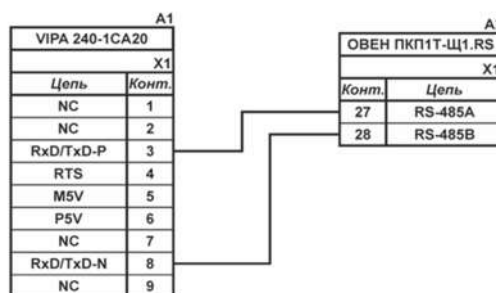 A1
VIPA 240-1CA20
X1
Цепь Конт.
NC 1
NC 2
RxD/TxD-P 3
RTS 4
M5V 5
P5V 6
NC 7
RxD/TxD-N 8
NC 9
ОВЕН ПКП1Т-Щ1.RS
Конт. Цепь
27 RS-485A
28 RS-485B